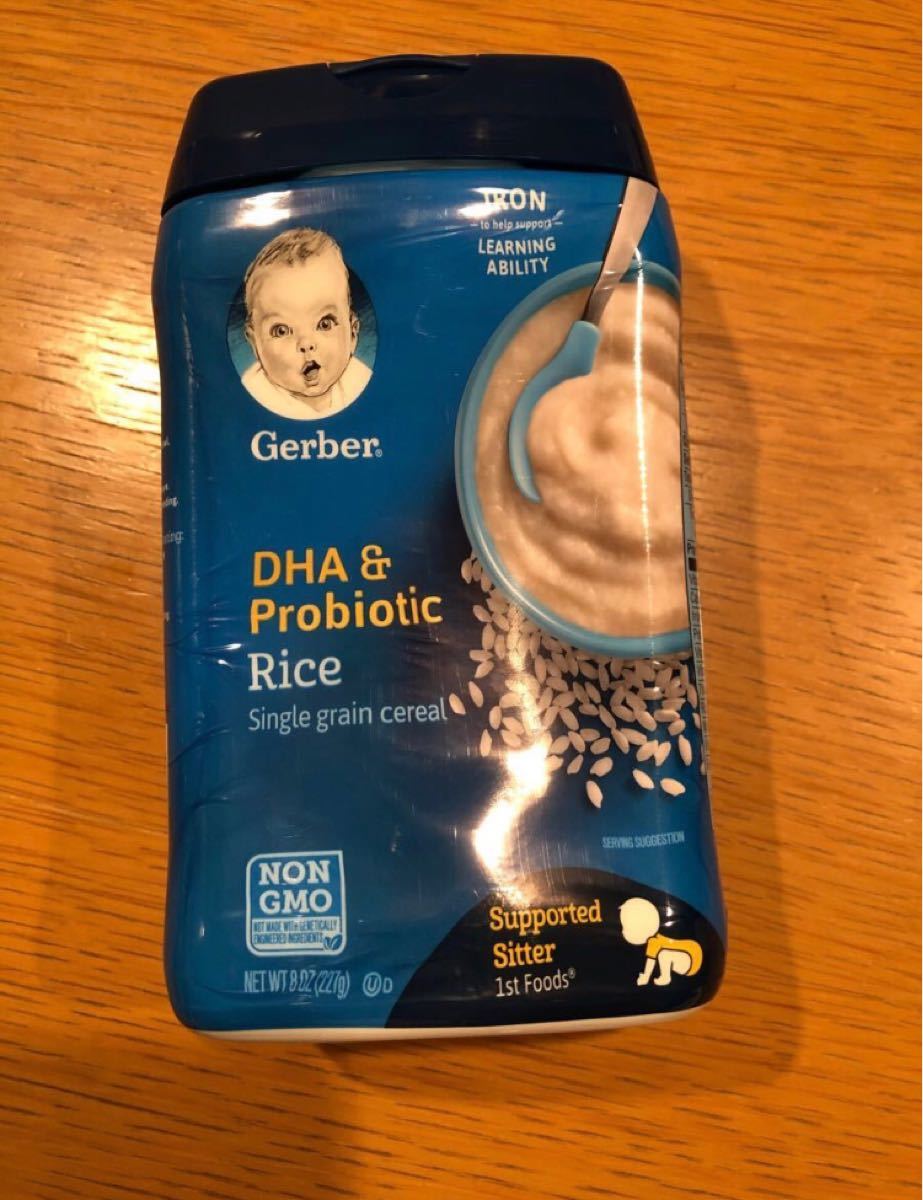 IRON
to help support
LEARNING
ABILITY
Gerber®
DHA &
Probiotic
Rice
Single grain cereal
SERVING SUGGESTION
NON
GMO
NOT MADE WITH GENETICALLY
ENGINEERED INGREDIENTS
NET WT 8 OZ (227g) U D
Supported
Sitter
1st Foods®